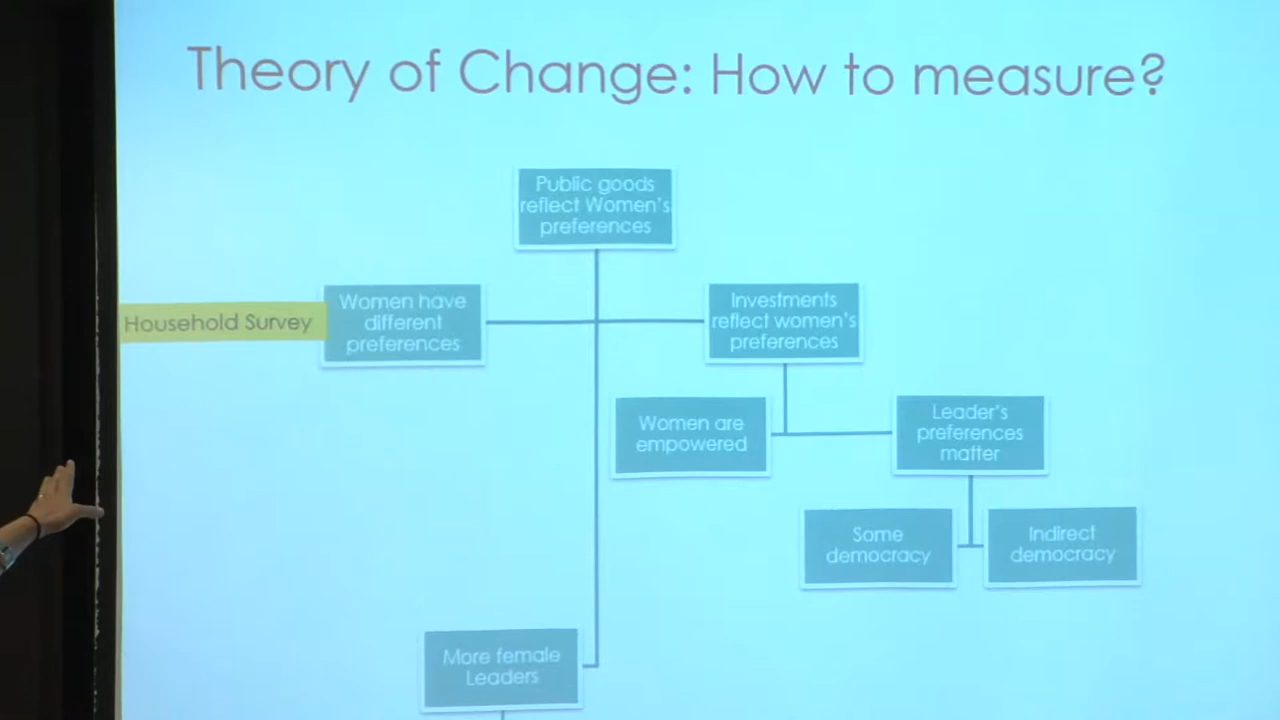 Theory of Change: How to measure?
Public goods
reflect Women's
preferences
Household Survey
Women have
different
preferences
Investments
reflect women's
preferences
Women are
empowered
Leader's
preferences
matter
Some
democracy
Indirect
democracy
More female
Leaders